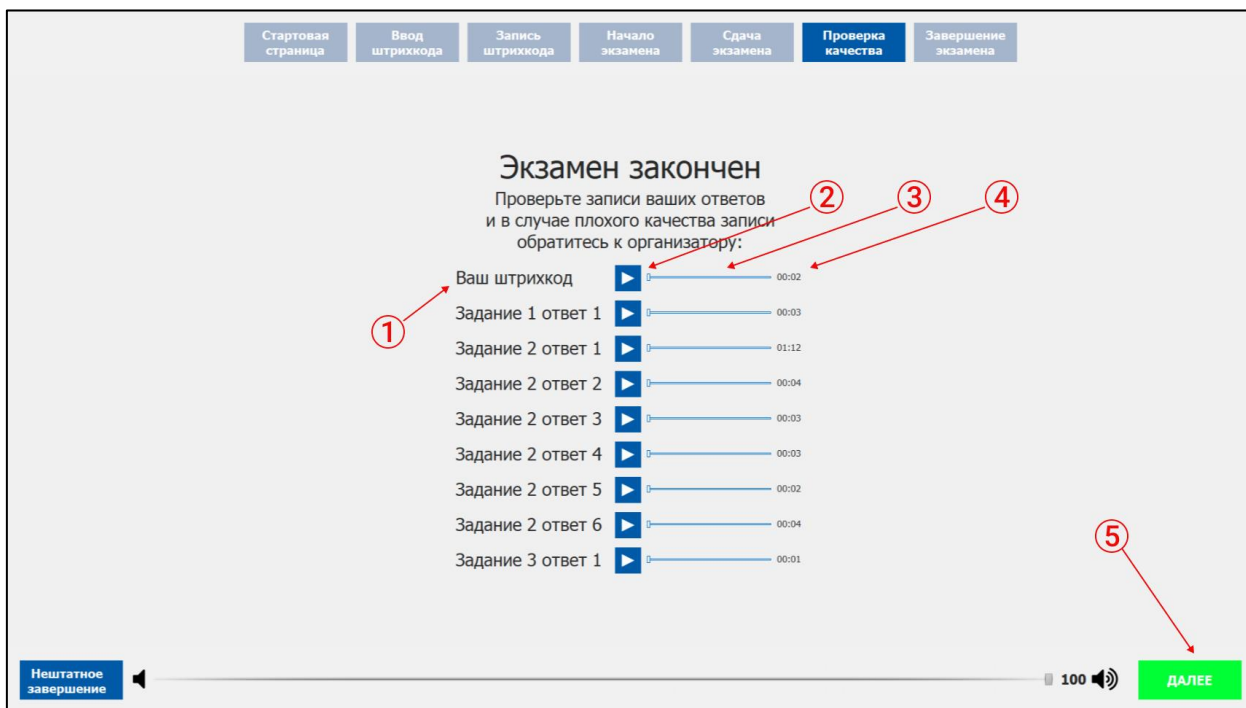 Стартовая страница
Ввод штрихкода
Запись штрихкода
Начало экзамена
Сдача экзамена
Проверка качества
Завершение экзамена
Экзамен закончен
Проверьте записи ваших ответов
и в случае плохого качества записи
обратитесь к организатору:
② ③ ④
Ваш штрихкод 00:02
①
Задание 1 ответ 1 00:03
Задание 2 ответ 1 01:12
Задание 2 ответ 2 00:04
Задание 2 ответ 3 00:03
Задание 2 ответ 4 00:03
Задание 2 ответ 5 00:02
Задание 2 ответ 6 00:04
Задание 3 ответ 1 00:01
⑤
Нештатное
завершение
100
ДАЛЕЕ